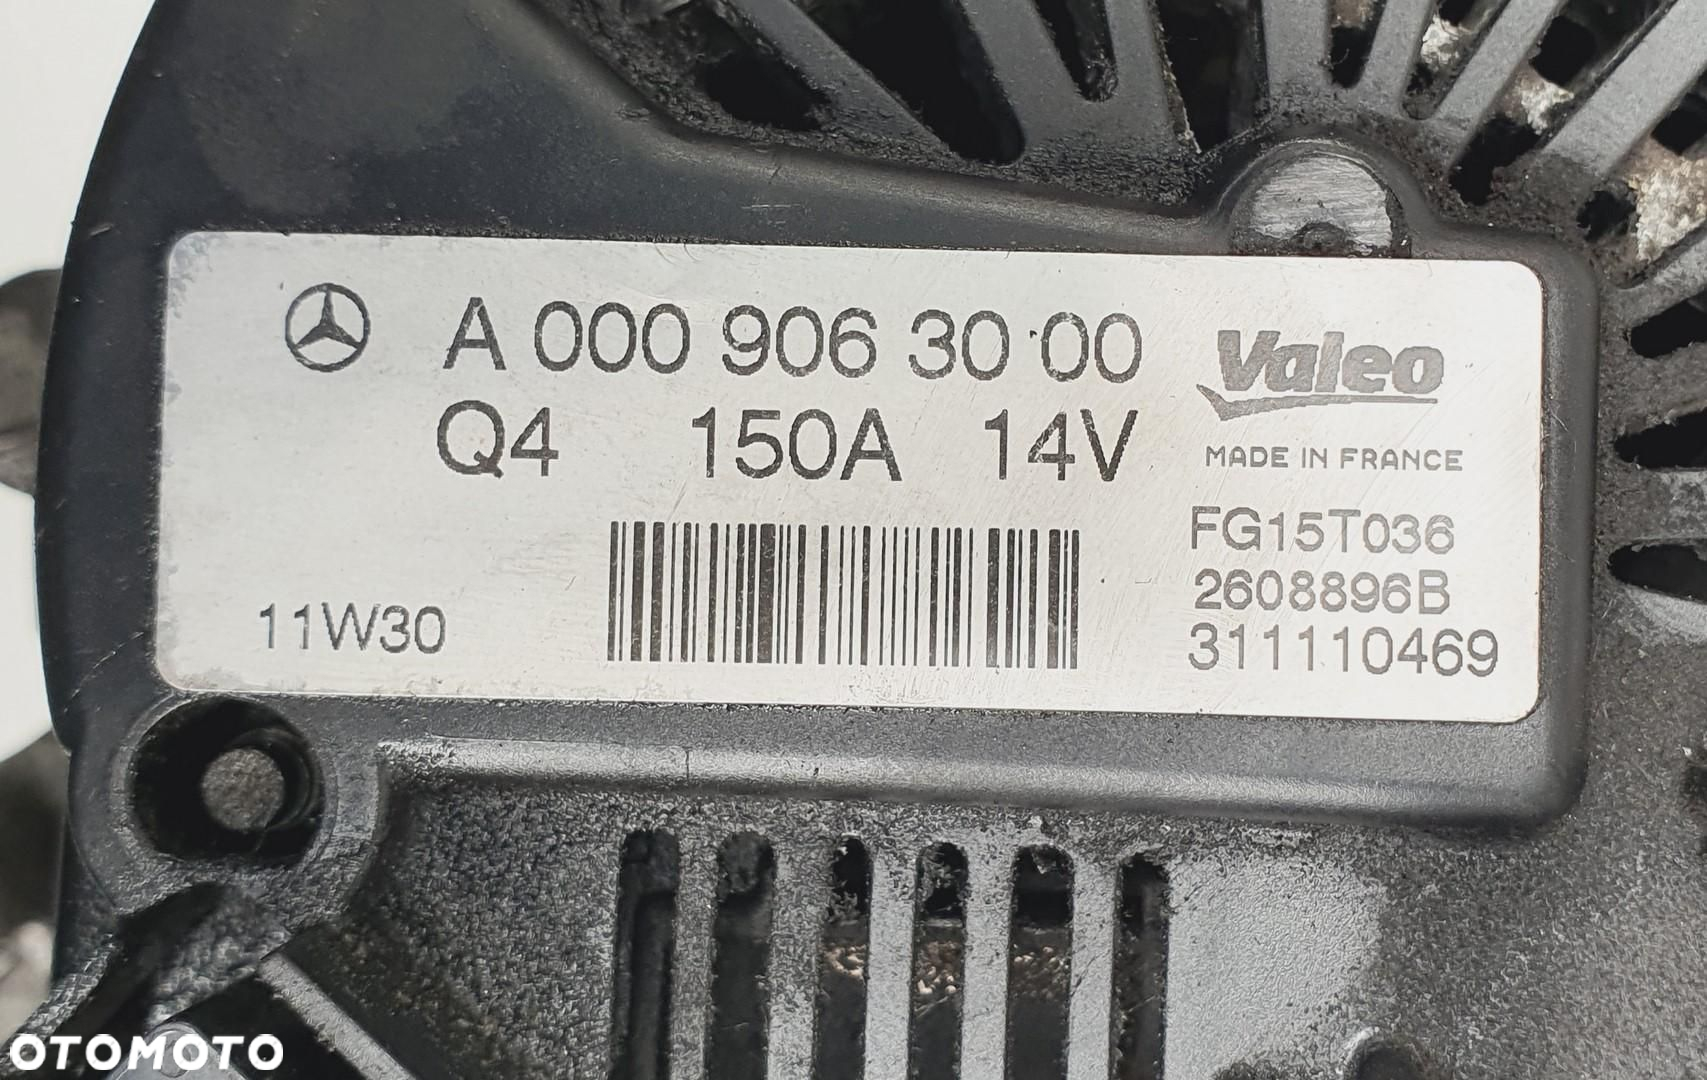 A 000 906 30 00
Q4 150A 14V
Valeo
MADE IN FRANCE
FG15T036
2608896B
311110469
11W30
OTOMOTO